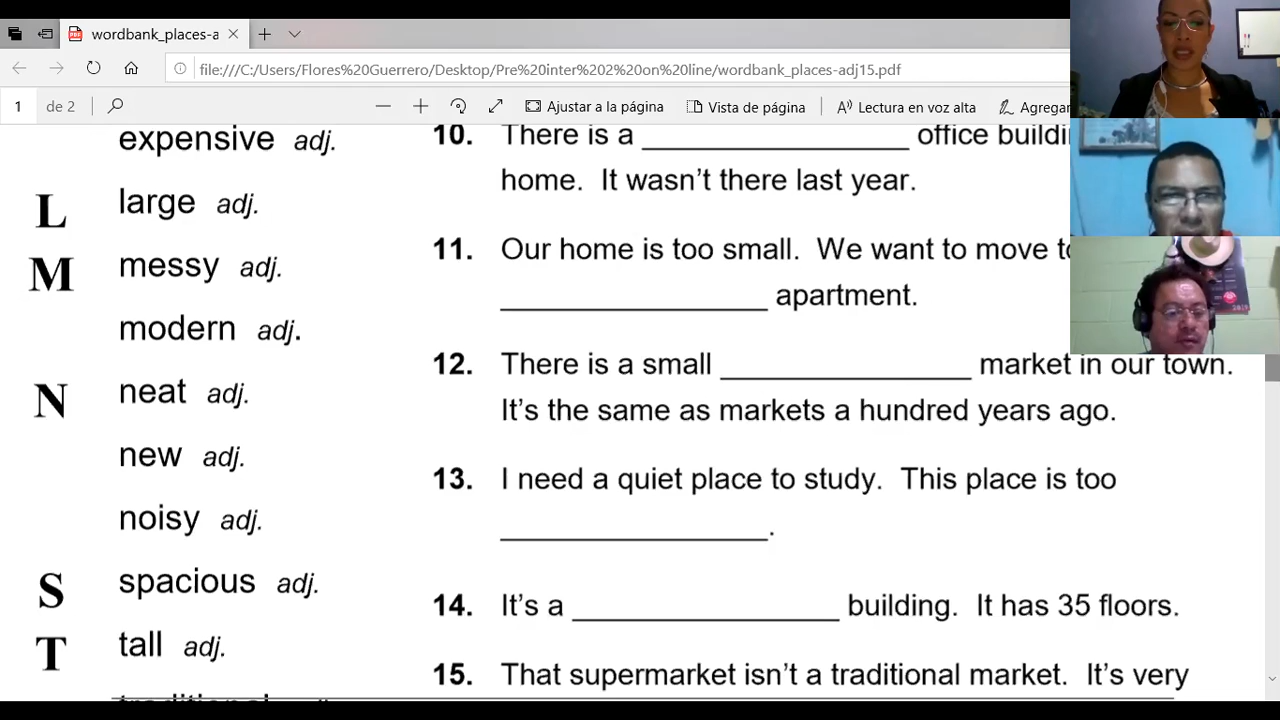 wordbank_places-a
file:///C:/Users/Flores%20Guerrero/Desktop/Pre%20inter%202%20on%20line/wordbank_places-adj15.pdf
1 de 2 Ajustar a la página Vista de página Lectura en voz alta Agregar
expensive adj.
L large adj.
M messy adj.
modern adj.
N neat adj.
new adj.
noisy adj.
S spacious adj.
T tall adj.
traditional
10. There is a ________________ office buildi
home. It wasn't there last year.
11. Our home is too small. We want to move to
________________ apartment.
12. There is a small _______________ market in our town.
It's the same as markets a hundred years ago.
13. I need a quiet place to study. This place is too
________________.
14. It's a ________________ building. It has 35 floors.
15. That supermarket isn't a traditional market. It's very